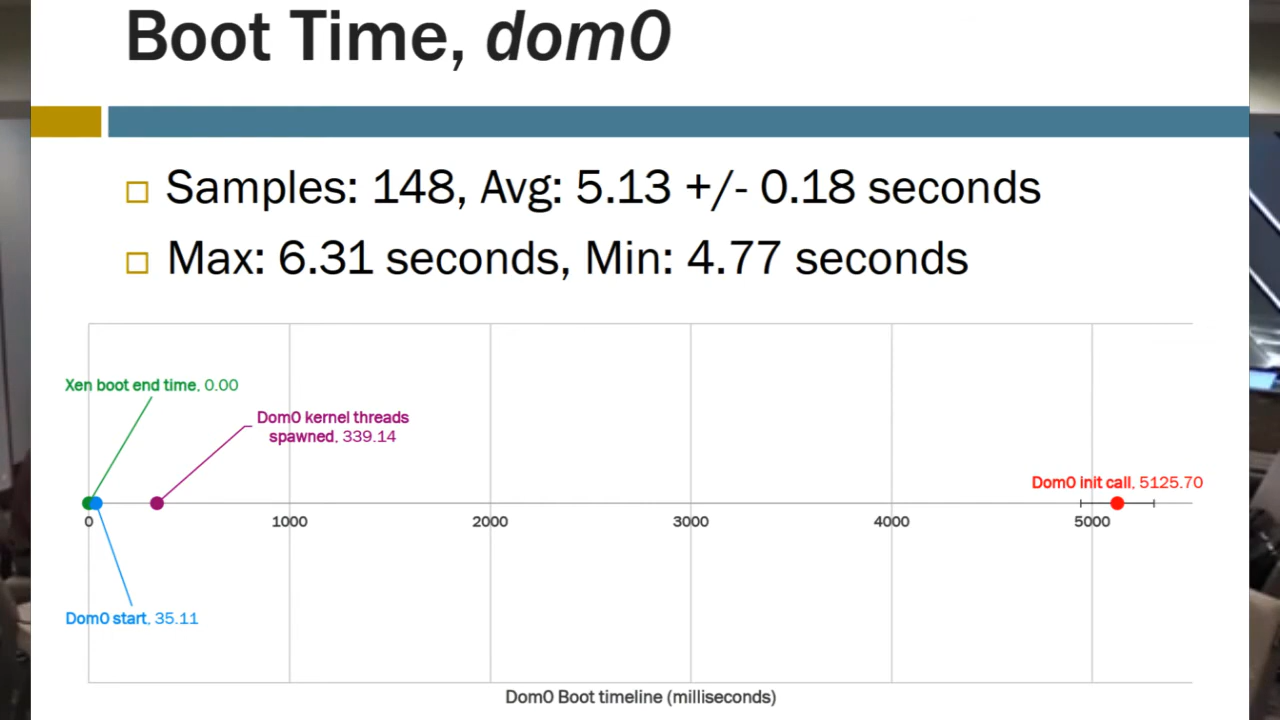 Boot Time, dom0
Samples: 148, Avg: 5.13 +/- 0.18 seconds
Max: 6.31 seconds, Min: 4.77 seconds
Xen boot end time, 0.00
Dom0 kernel threads
spawned, 339.14
Dom0 init call, 5125.70
0 1000 2000 3000 4000 5000
Dom0 start, 35.11
Dom0 Boot timeline (milliseconds)